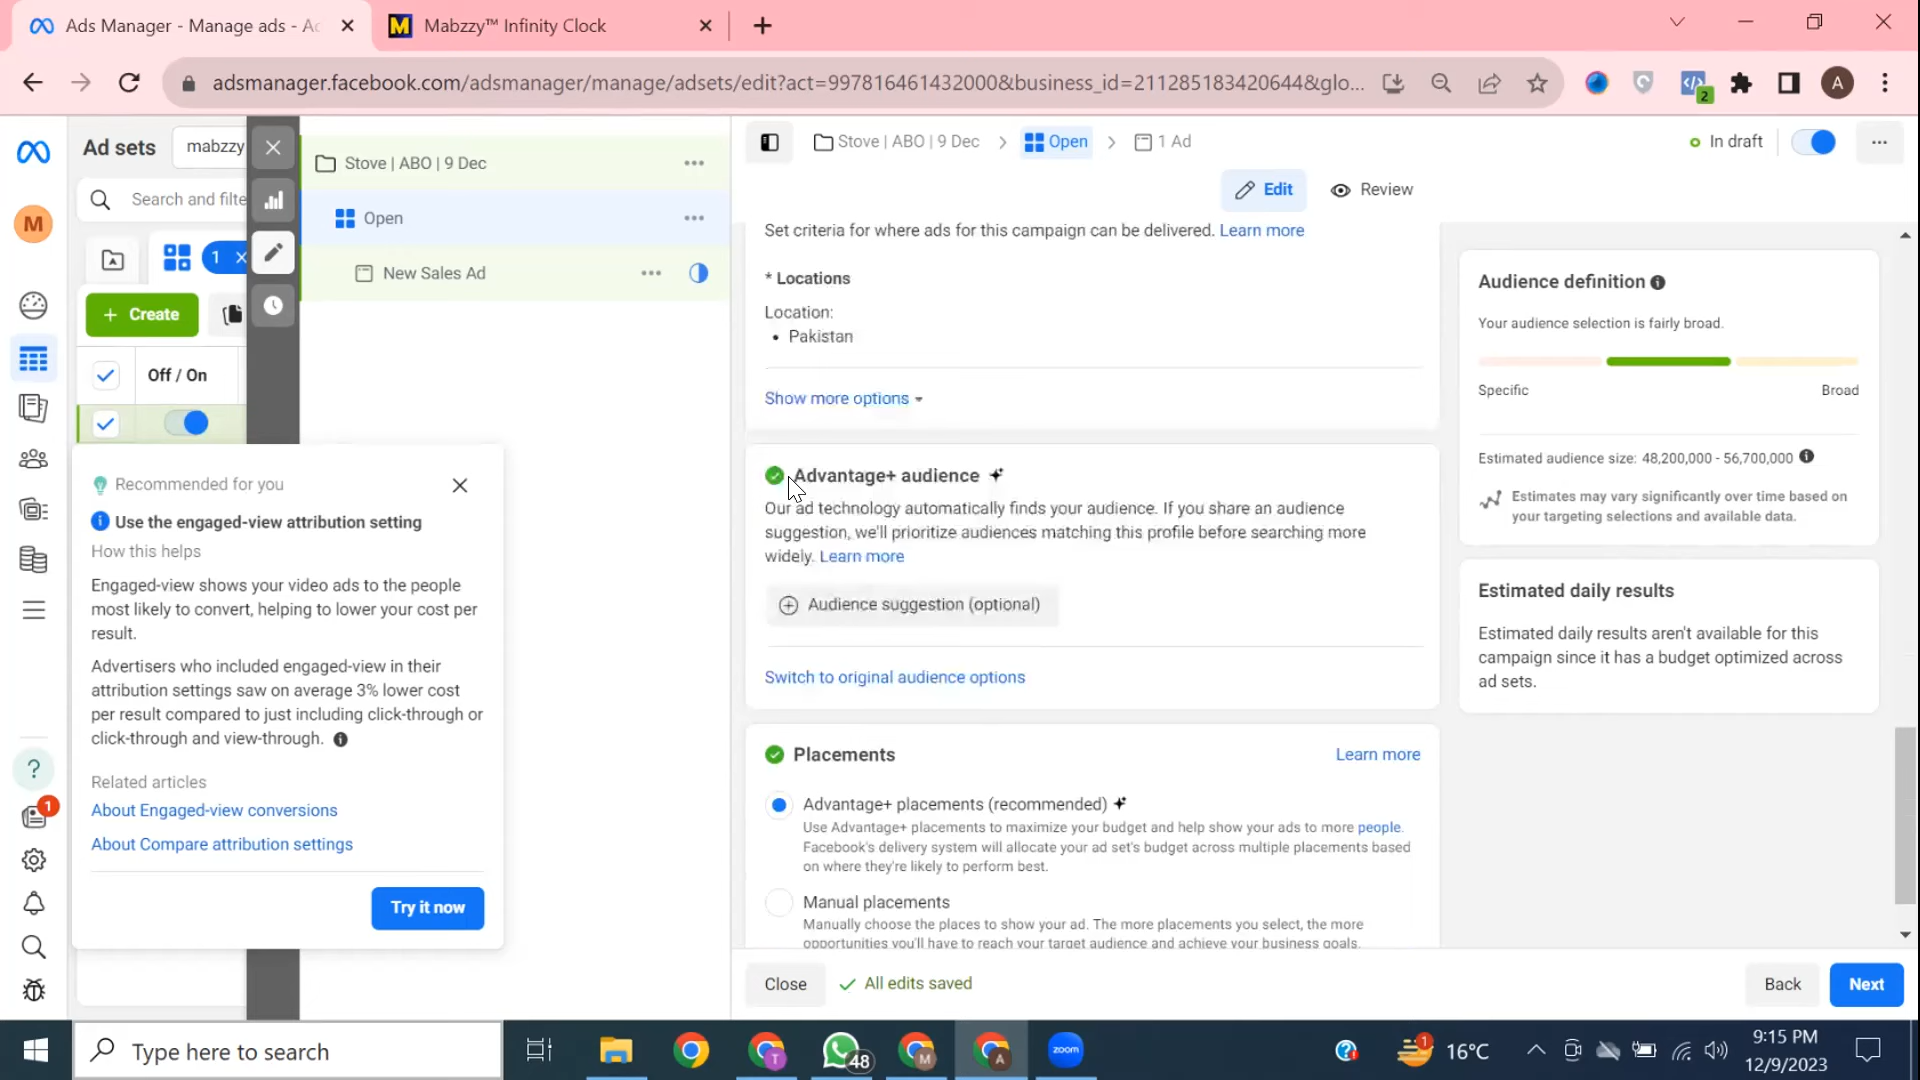 Ads Manager - Manage ads - Ac
Mabzzy™ Infinity Clock
adsmanager.facebook.com/adsmanager/manage/adsets/edit?act=997816461432000&business_id=211285183420644&glo...
2
A
Ad sets
mabzzy
Search and filte
M
1
+ Create
Off / On
Stove | ABO | 9 Dec
Open
New Sales Ad
Stove | ABO | 9 Dec
Open
1 Ad
In draft
Edit
Review
Set criteria for where ads for this campaign can be delivered. Learn more
* Locations
Location:
• Pakistan
Show more options
Advantage+ audience
Our ad technology automatically finds your audience. If you share an audience
suggestion, we'll prioritize audiences matching this profile before searching more
widely. Learn more
Audience suggestion (optional)
Switch to original audience options
Placements
Learn more
Advantage+ placements (recommended)
Use Advantage+ placements to maximize your budget and help show your ads to more people.
Facebook's delivery system will allocate your ad set's budget across multiple placements based
on where they're likely to perform best.
Manual placements
Manually choose the places to show your ad. The more placements you select, the more
opportunities you'll have to reach your target audience and achieve your business goals.
Audience definition
Your audience selection is fairly broad.
Specific
Broad
Estimated audience size: 48,200,000 - 56,700,000
Estimates may vary significantly over time based on
your targeting selections and available data.
Estimated daily results
Estimated daily results aren't available for this
campaign since it has a budget optimized across
ad sets.
Recommended for you
Use the engaged-view attribution setting
How this helps
Engaged-view shows your video ads to the people
most likely to convert, helping to lower your cost per
result.
Advertisers who included engaged-view in their
attribution settings saw on average 3% lower cost
per result compared to just including click-through or
click-through and view-through.
Related articles
About Engaged-view conversions
About Compare attribution settings
Try it now
1
Close
All edits saved
Back
Next
Type here to search
T
48
M
A
zoom
1
16°C
9:15 PM
12/9/2023